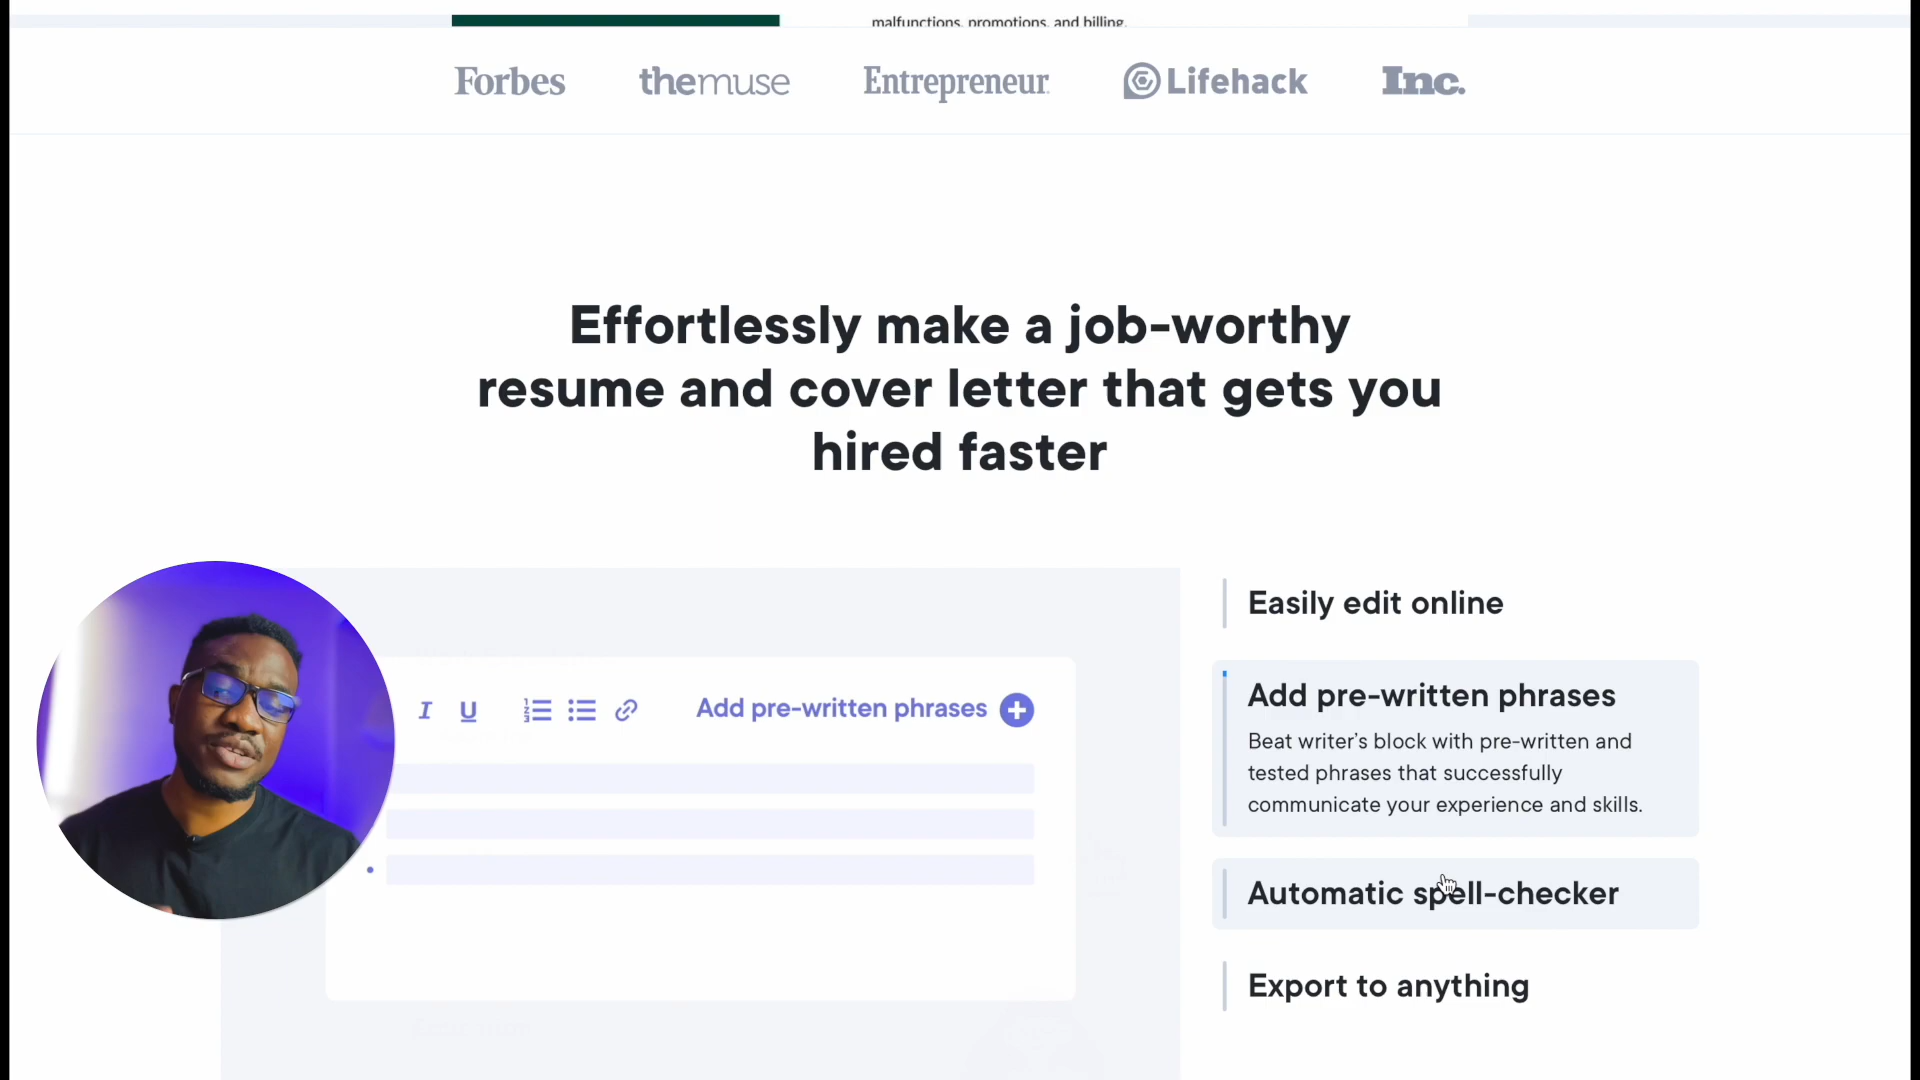 malfunctions, promotions, and billing.
Forbes
themuse
Entrepreneur
Lifehack
Inc.
Effortlessly make a job-worthy
resume and cover letter that gets you
hired faster
I U
Add pre-written phrases
Easily edit online
Add pre-written phrases
Beat writer's block with pre-written and
tested phrases that successfully
communicate your experience and skills.
Automatic spell-checker
Export to anything